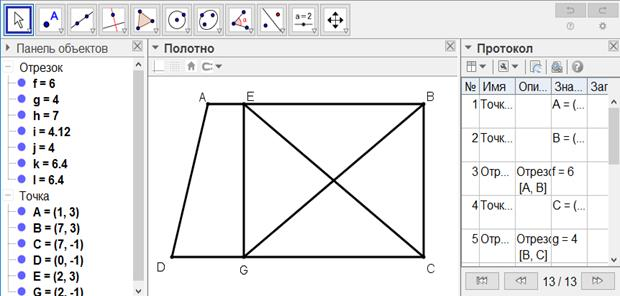 A
α
a = 2
Панель объектов
Отрезок
f = 6
g = 4
h = 7
i = 4.12
j = 4
k = 6.4
l = 6.4
Точка
A = (1, 3)
B = (7, 3)
C = (7, -1)
D = (0, -1)
E = (2, 3)
G = (2, -1)
Полотно
A E B
D G C
Протокол
№ Имя Опи... Зна... Заг
1 Точк... A = (...
2 Точк... B = (...
3 Отр... Отрезо f = 6
[A, B]
4 Точк... C = (...
5 Отр... Отрезо g = 4
[B, C]
13 / 13